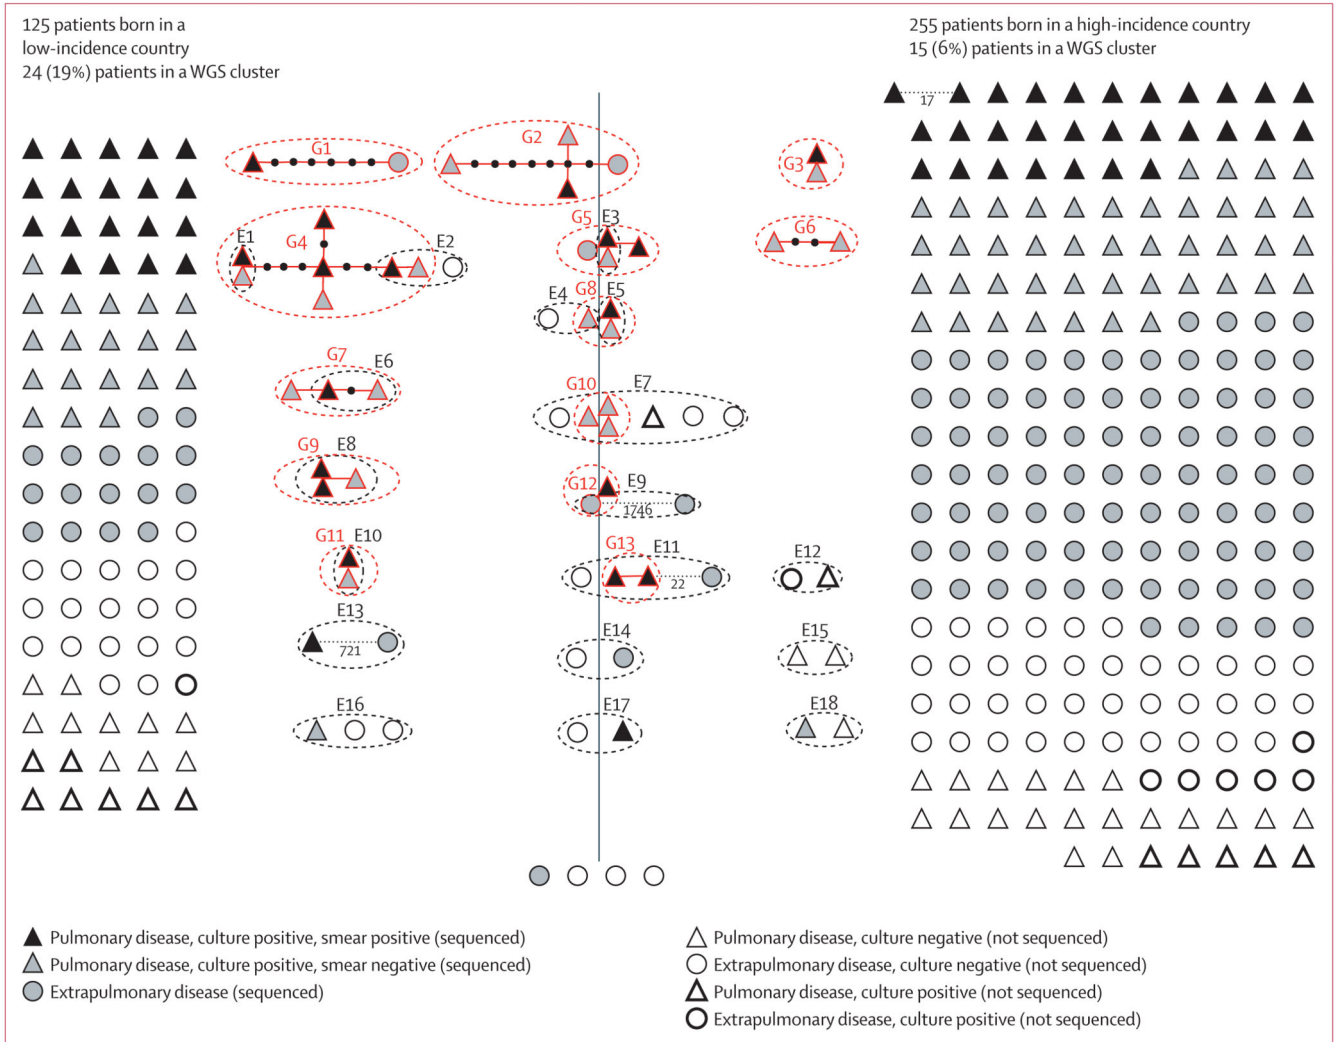 125 patients born in a
low-incidence country
24 (19%) patients in a WGS cluster
255 patients born in a high-incidence country
15 (6%) patients in a WGS cluster
17
G1
G2
G3
G5
E3
E1
G4
E2
G6
E4
G8
E5
G7
E6
G10
E7
G9
E8
G12
E9
1746
G11
E10
G13
E11
22
E12
E13
721
E14
E15
E16
E17
E18
Pulmonary disease, culture positive, smear positive (sequenced)
Pulmonary disease, culture positive, smear negative (sequenced)
Extrapulmonary disease (sequenced)
Pulmonary disease, culture negative (not sequenced)
Extrapulmonary disease, culture negative (not sequenced)
Pulmonary disease, culture positive (not sequenced)
Extrapulmonary disease, culture positive (not sequenced)